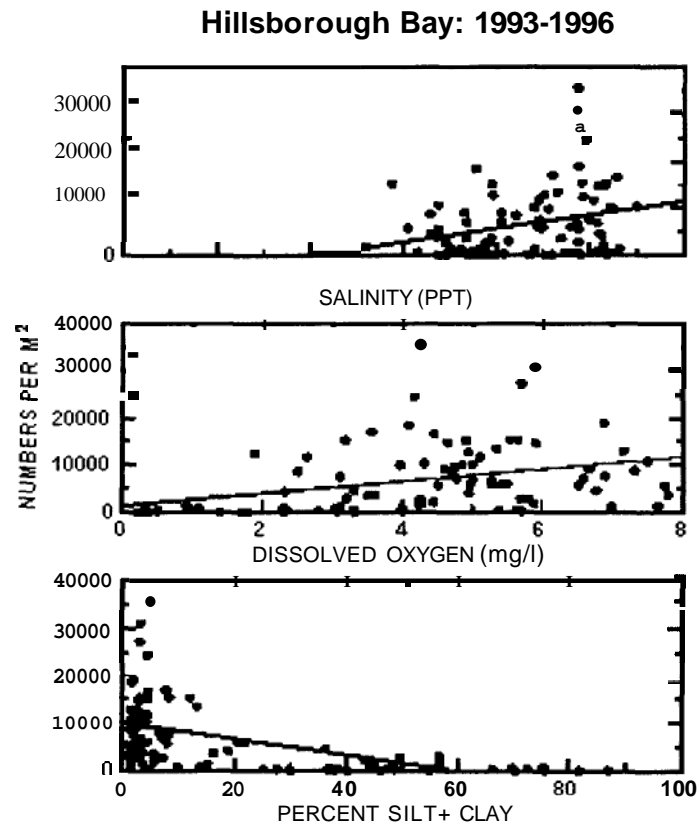 Hillsborough Bay: 1993-1996
30000
a
20000
10000
0
SALINITY (PPT)
NUMBERS PER M²
40000
30000
20000
10000
0
0 2 4 6 8
DISSOLVED OXYGEN (mg/l)
40000
30000
20000
10000
0
0 20 40 60 80 100
PERCENT SILT+ CLAY